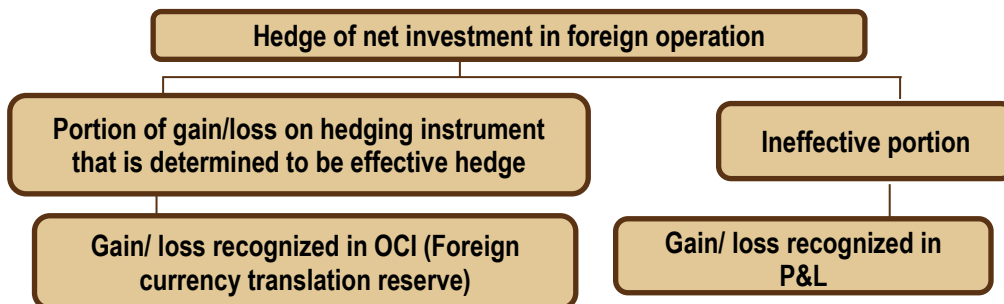 Hedge of net investment in foreign operation
Portion of gain/loss on hedging instrument
that is determined to be effective hedge
Ineffective portion
Gain/ loss recognized in OCI (Foreign
currency translation reserve)
Gain/ loss recognized in
P&L